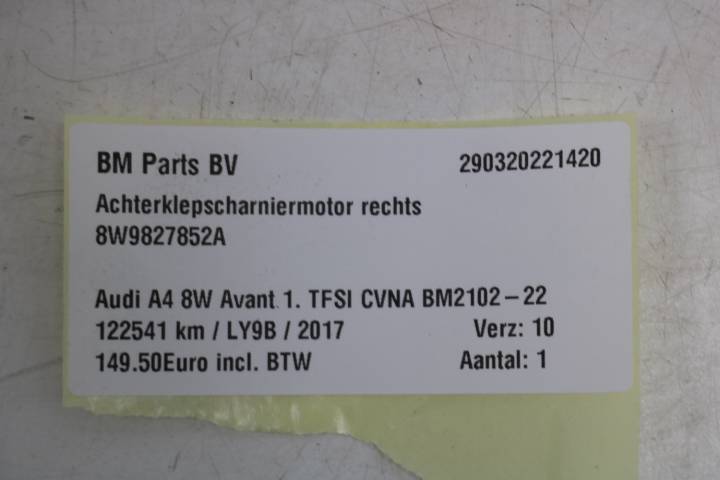 BM Parts BV 290320221420
Achterklepscharniermotor rechts
8W9827852A
Audi A4 8W Avant 1. TFSI CVNA BM2102-22
122541 km / LY9B / 2017 Verz: 10
149.50Euro incl. BTW Aantal: 1